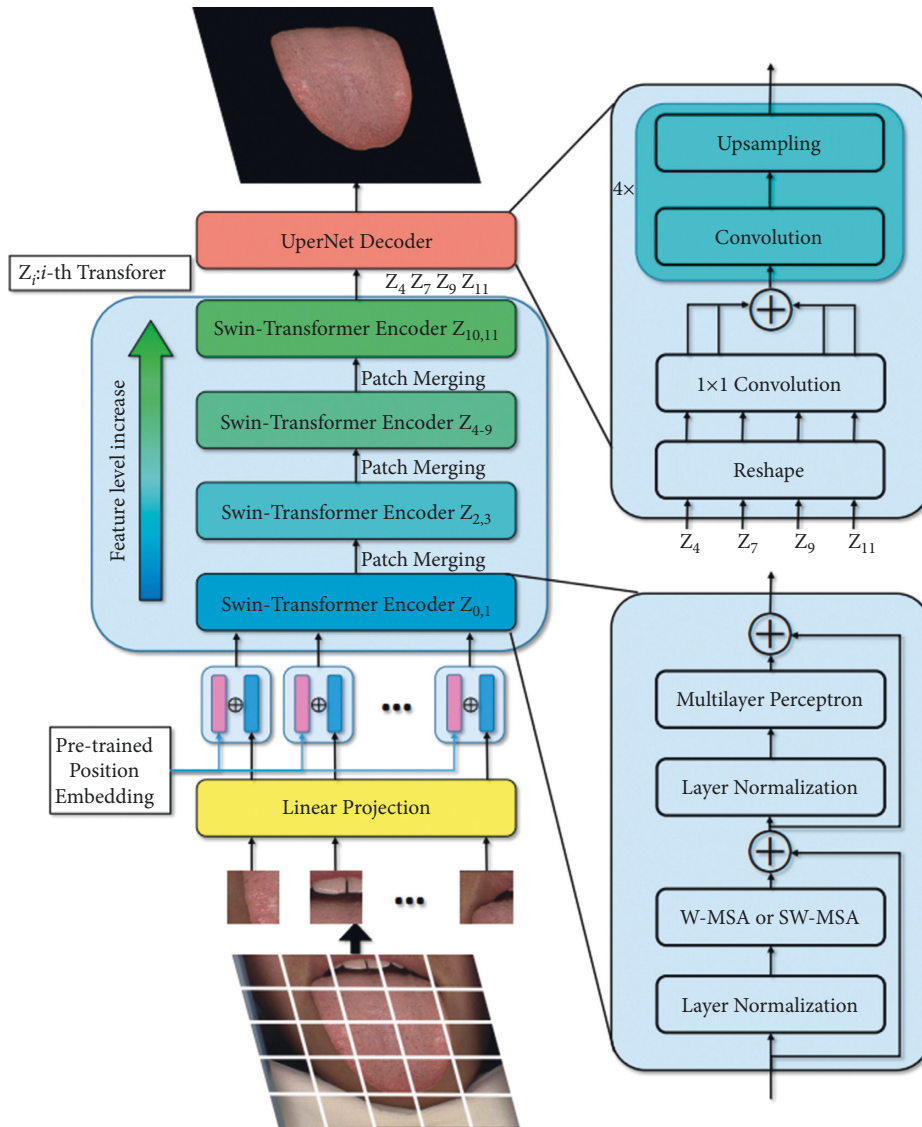 UperNet Decoder
Z_i:i-th Transforer
Z_4 Z_7 Z_9 Z_11
Swin-Transformer Encoder Z_10,11
Patch Merging
Swin-Transformer Encoder Z_4-9
Patch Merging
Swin-Transformer Encoder Z_2,3
Patch Merging
Swin-Transformer Encoder Z_0,1
Feature level increase
Pre-trained
Position
Embedding
Linear Projection
Upsampling
4×
Convolution
1×1 Convolution
Reshape
Z_4 Z_7 Z_9 Z_11
Multilayer Perceptron
Layer Normalization
W-MSA or SW-MSA
Layer Normalization